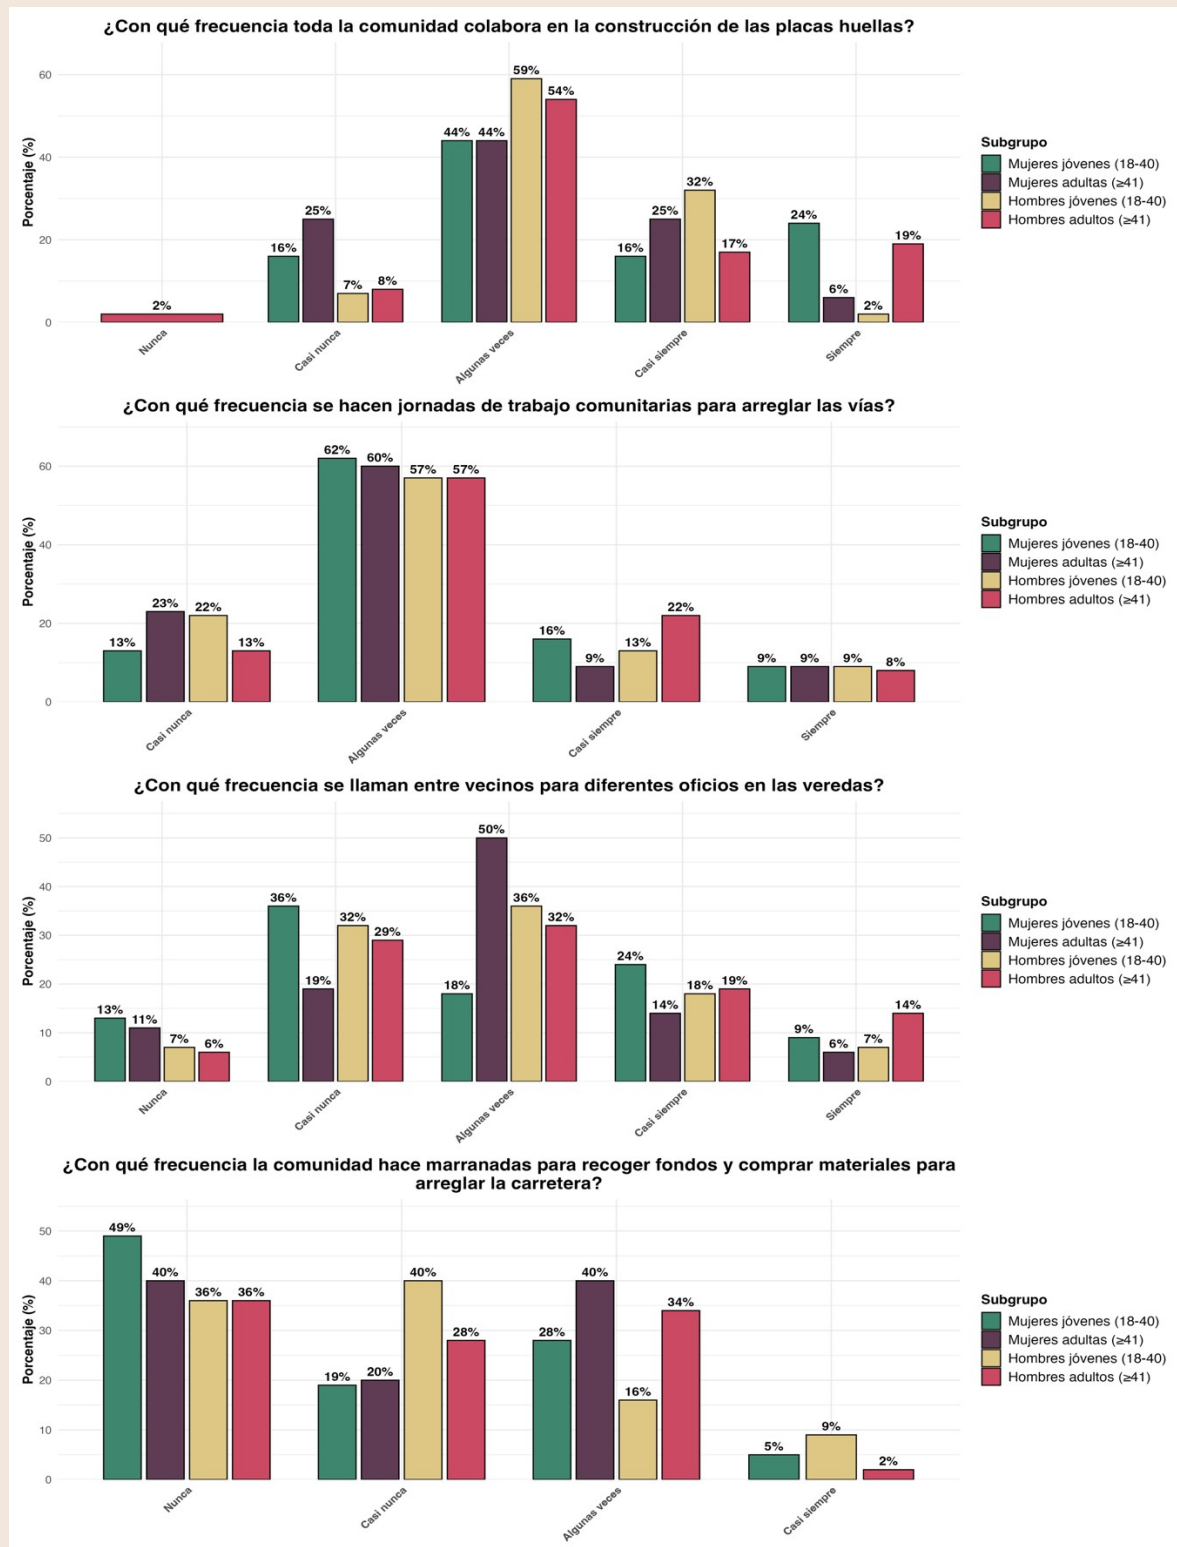 ¿Con qué frecuencia toda la comunidad colabora en la construcción de las placas huellas?
Porcentaje (%)
60
40
20
0
16% 25% 7% 8%
44% 44% 59% 54%
16% 25% 32% 17%
24% 6% 2% 19%
2%
Nunca
Casi nunca
Algunas veces
Casi siempre
Siempre
Subgrupo
Mujeres jóvenes (18-40)
Mujeres adultas (≥41)
Hombres jóvenes (18-40)
Hombres adultos (≥41)
¿Con qué frecuencia se hacen jornadas de trabajo comunitarias para arreglar las vías?
Porcentaje (%)
60
40
20
0
13% 23% 22% 13%
62% 60% 57% 57%
16% 9% 13% 22%
9% 9% 9% 8%
Casi nunca
Algunas veces
Casi siempre
Siempre
Subgrupo
Mujeres jóvenes (18-40)
Mujeres adultas (≥41)
Hombres jóvenes (18-40)
Hombres adultos (≥41)
¿Con qué frecuencia se llaman entre vecinos para diferentes oficios en las veredas?
Porcentaje (%)
50
40
30
20
10
0
13% 11% 7% 6%
36% 19% 32% 29%
18% 50% 36% 32%
24% 14% 18% 19%
9% 6% 7% 14%
Nunca
Casi nunca
Algunas veces
Casi siempre
Siempre
Subgrupo
Mujeres jóvenes (18-40)
Mujeres adultas (≥41)
Hombres jóvenes (18-40)
Hombres adultos (≥41)
¿Con qué frecuencia la comunidad hace marranadas para recoger fondos y comprar materiales para
arreglar la carretera?
Porcentaje (%)
50
40
30
20
10
0
49% 40% 36% 36%
19% 20% 40% 28%
28% 40% 16% 34%
5% 9% 2%
Nunca
Casi nunca
Algunas veces
Casi siempre
Subgrupo
Mujeres jóvenes (18-40)
Mujeres adultas (≥41)
Hombres jóvenes (18-40)
Hombres adultos (≥41)